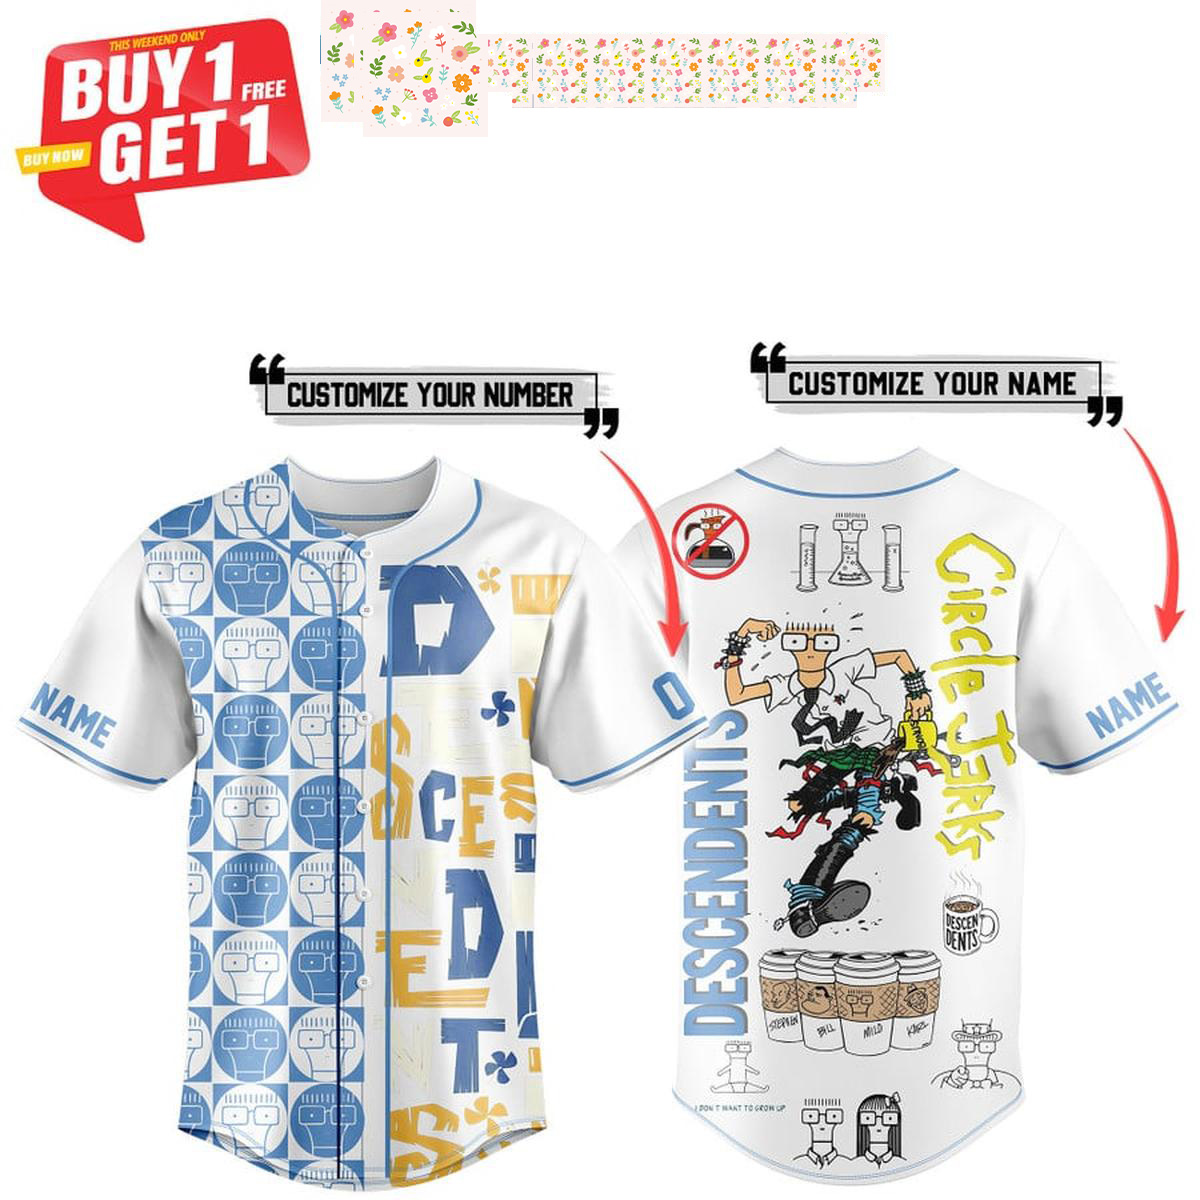 THIS WEEKEND ONLY
BUY 1 FREE
GET 1
BUY NOW
CUSTOMIZE YOUR NUMBER
CUSTOMIZE YOUR NAME
NAME
D
SCE
D
E
T
S
0
NAME
DESCENDENTS
CiRCLE JERKS
DESCEN
DENTS
STEPHEN
BILL
MILO
KARL
I DON'T WANT TO GROW UP